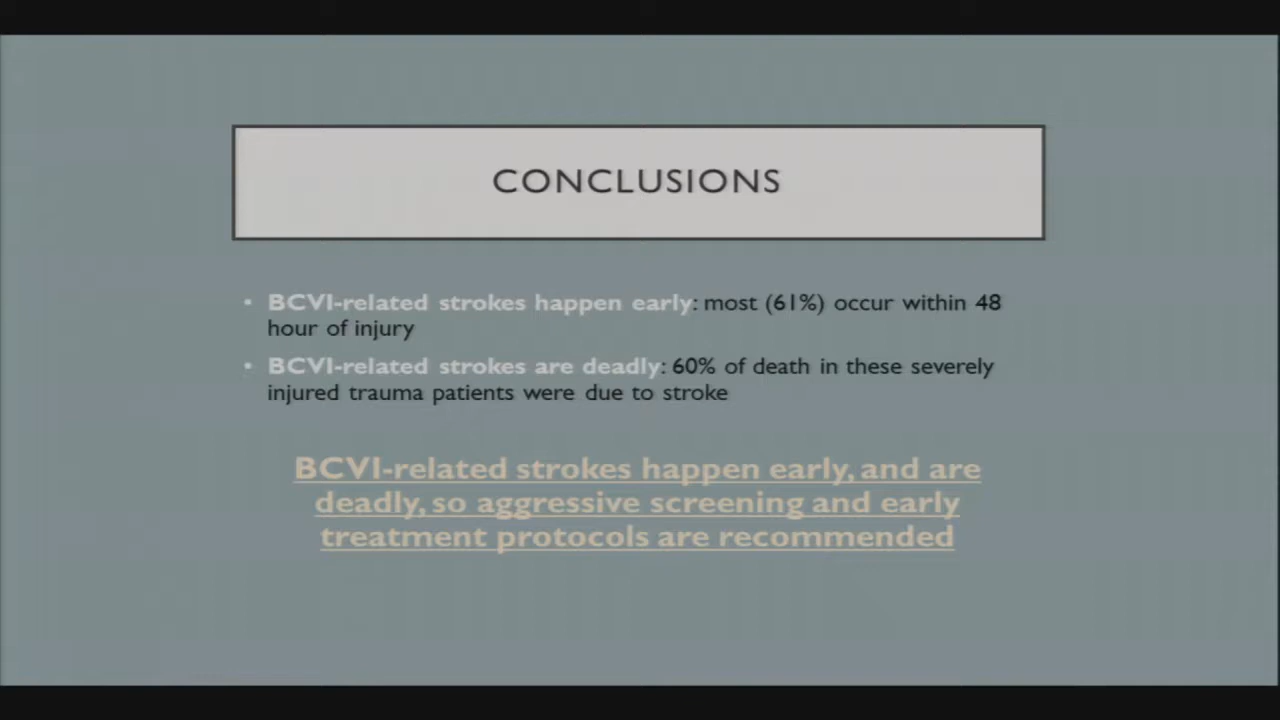 CONCLUSIONS
• BCVI-related strokes happen early: most (61%) occur within 48
hour of injury
• BCVI-related strokes are deadly: 60% of death in these severely
injured trauma patients were due to stroke
BCVI-related strokes happen early, and are
deadly, so aggressive screening and early
treatment protocols are recommended